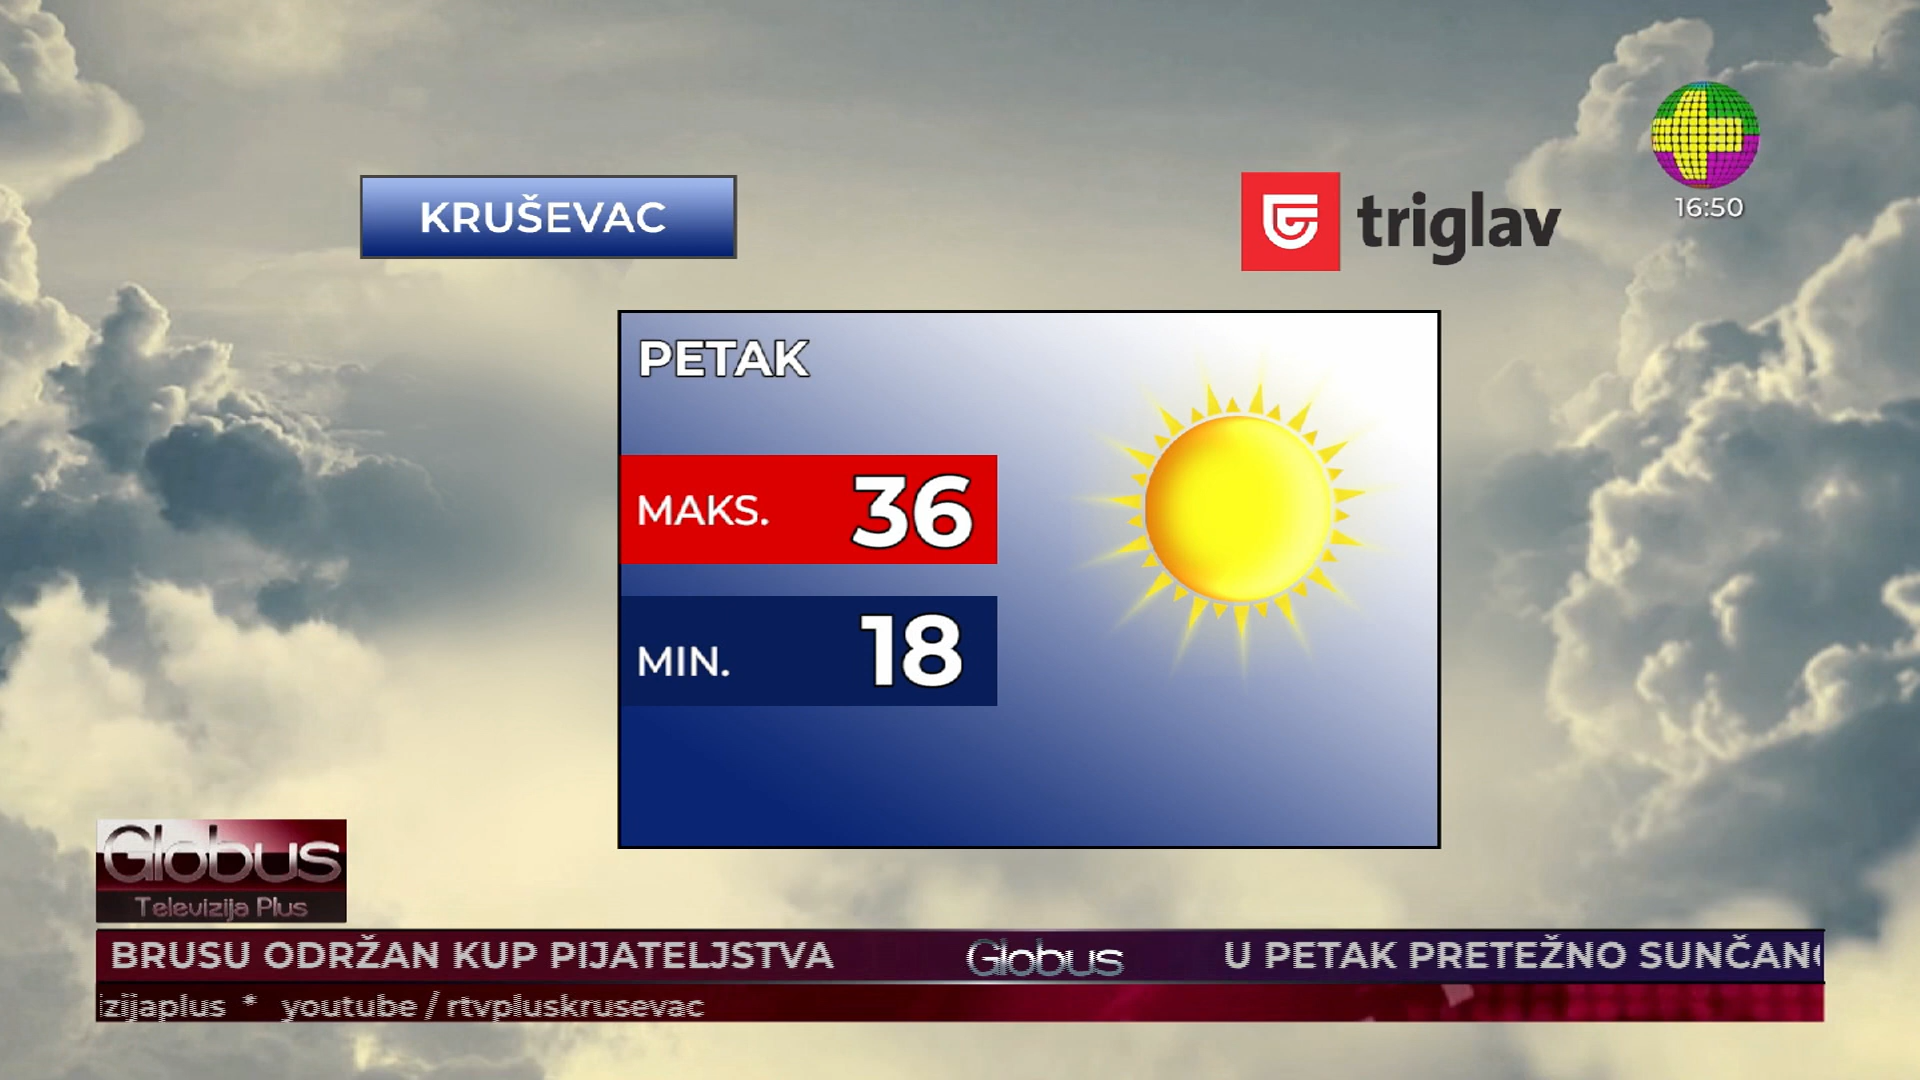 KRUŠEVAC
triglav
16:50
PETAK
MAKS. 36
MIN. 18
Globus
Televizija Plus
BRUSU ODRŽAN KUP PIJATELJSTVA Globus U PETAK PRETEŽNO SUNČANO
izijaplus * youtube / rtvpluskrusevac